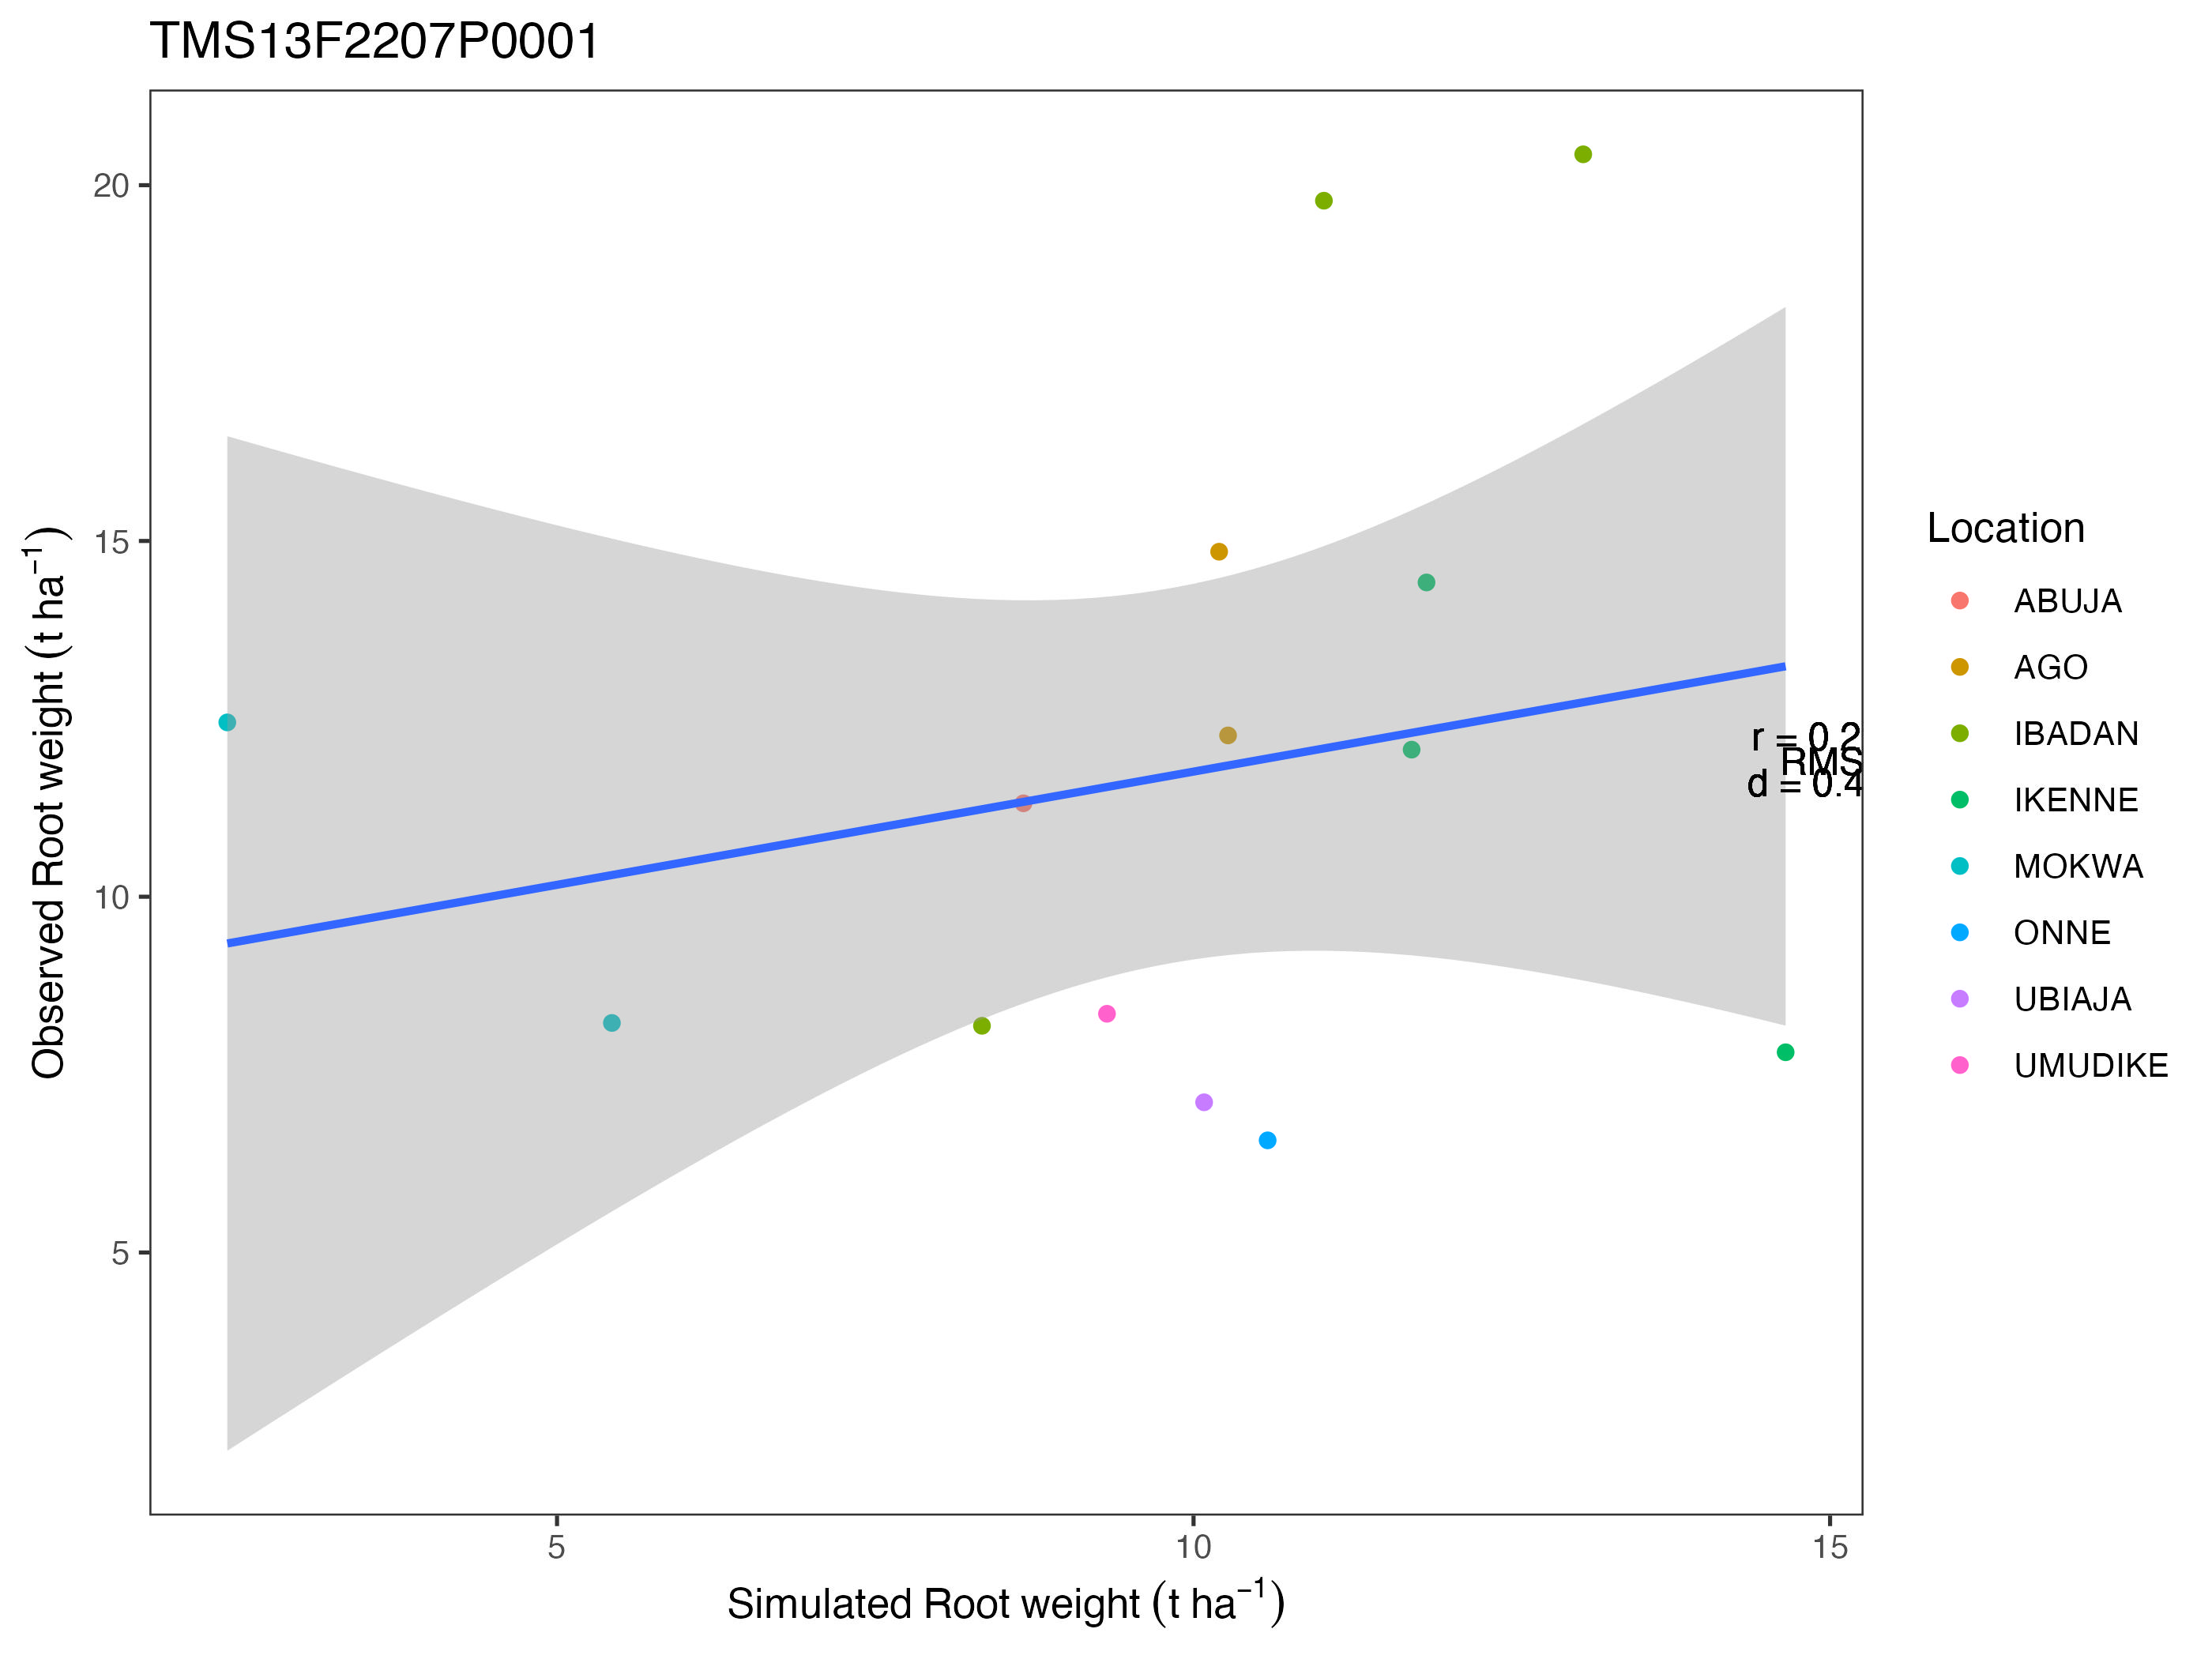 TMS13F2207P0001
20
15
10
5
Observed Root weight (t ha⁻¹)
r = 0.2
RMS
d = 0.4
5
10
15
Simulated Root weight (t ha⁻¹)
Location
ABUJA
AGO
IBADAN
IKENNE
MOKWA
ONNE
UBIAJA
UMUDIKE